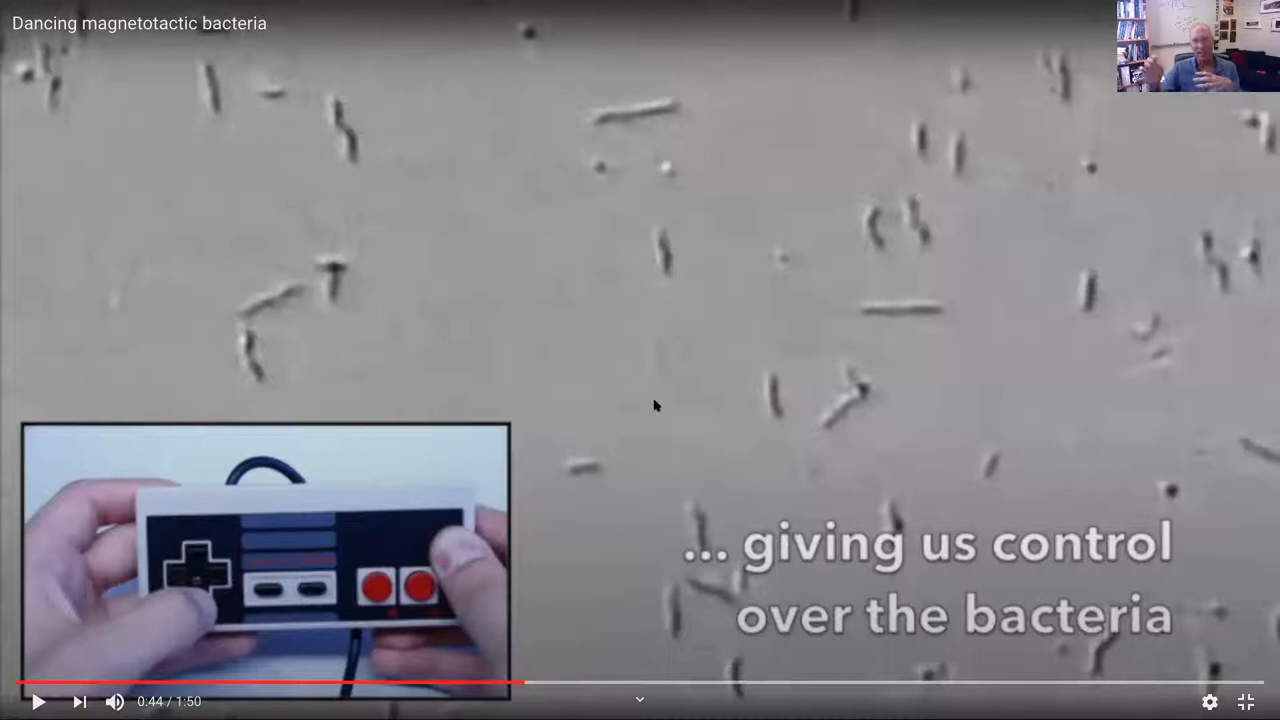 Dancing magnetotactic bacteria
... giving us control
over the bacteria
0:44 / 1:50